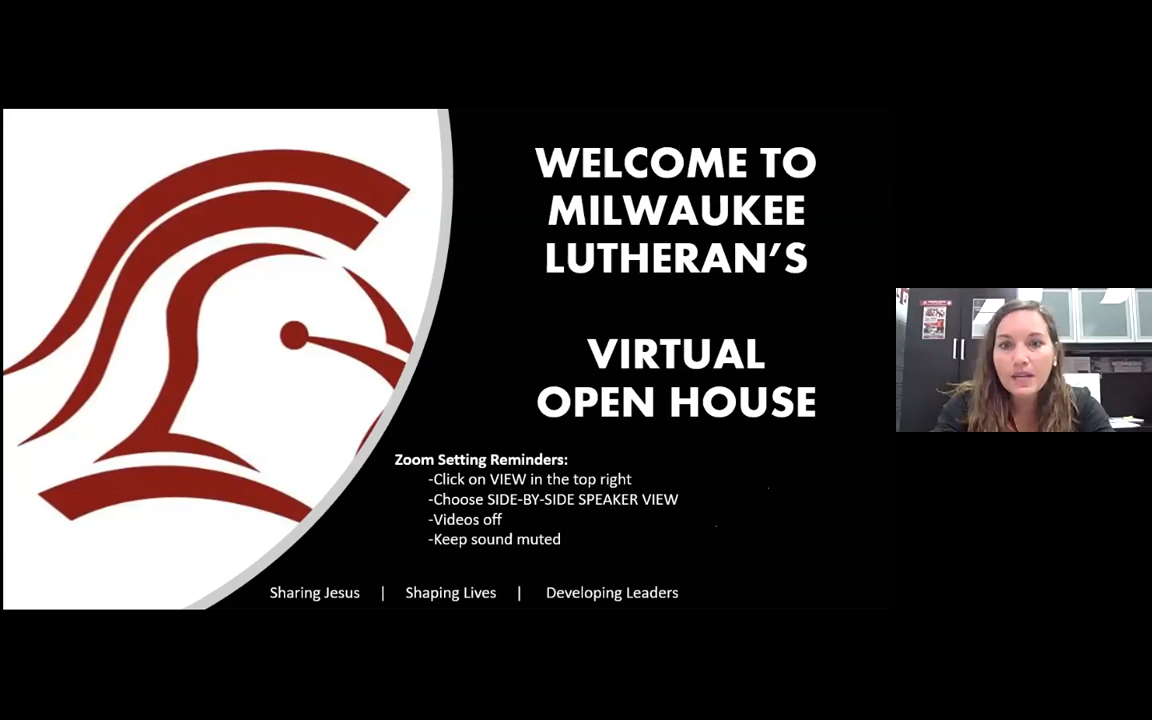 WELCOME TO
MILWAUKEE
LUTHERAN'S
VIRTUAL
OPEN HOUSE
Zoom Setting Reminders:
-Click on VIEW in the top right
-Choose SIDE-BY-SIDE SPEAKER VIEW
-Videos off
-Keep sound muted
Sharing Jesus | Shaping Lives | Developing Leaders